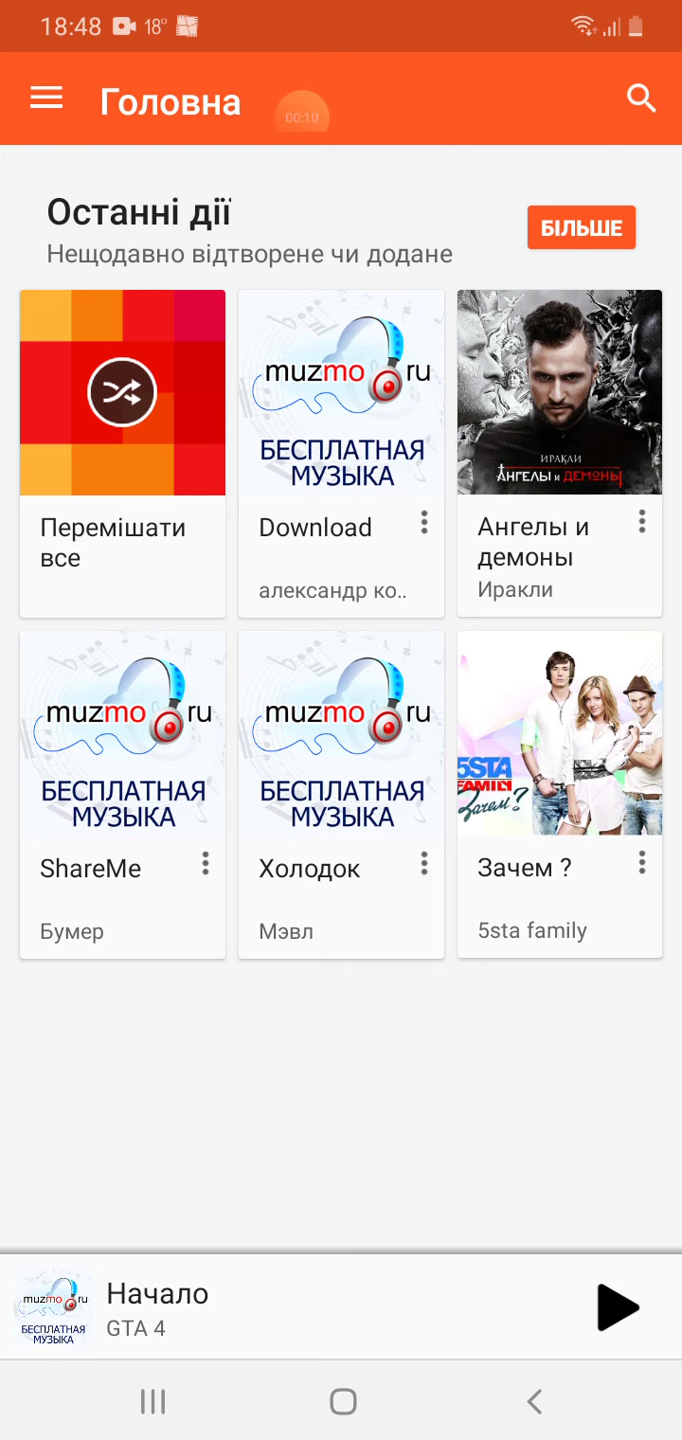 18:48 18°
Головна
00:10
Останні дії
Нещодавно відтворене чи додане
БІЛЬШЕ
muzmo ru
БЕСПЛАТНАЯ
МУЗЫКА
ИРАКЛИ
АНГЕЛЫ И ДЕМОНЫ
Перемішати
все
Download
александр ко..
Ангелы и
демоны
Иракли
muzmo ru
БЕСПЛАТНАЯ
МУЗЫКА
muzmo ru
БЕСПЛАТНАЯ
МУЗЫКА
5STA
FAMILY
Зачем?
ShareMe
Бумер
Холодок
Мэвл
Зачем ?
5sta family
muzmo ru
БЕСПЛАТНАЯ
МУЗЫКА
Начало
GTA 4